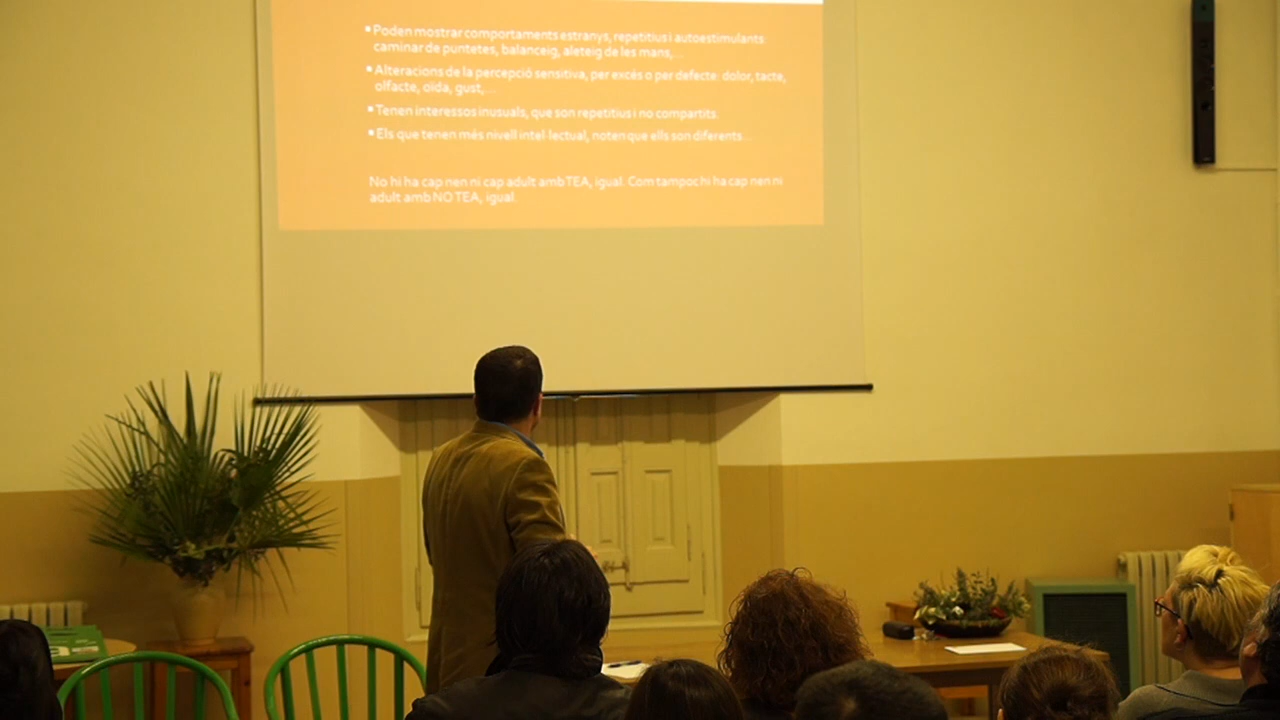 Poden mostrar comportaments estranys, repetitius i autoestimulants:
caminar de puntetes, balanceig, aleteig de les mans,...
Alteracions de la percepció sensitiva, per excés o per defecte: dolor, tacte,
olfacte, oïda, gust,...
Tenen interessos inusuals, que son repetitius i no compartits.
Els que tenen més nivell intel·lectual, noten que ells son diferents...
No hi ha cap nen ni cap adult amb TEA, igual. Com tampoc hi ha cap nen ni
adult amb NO TEA, igual.